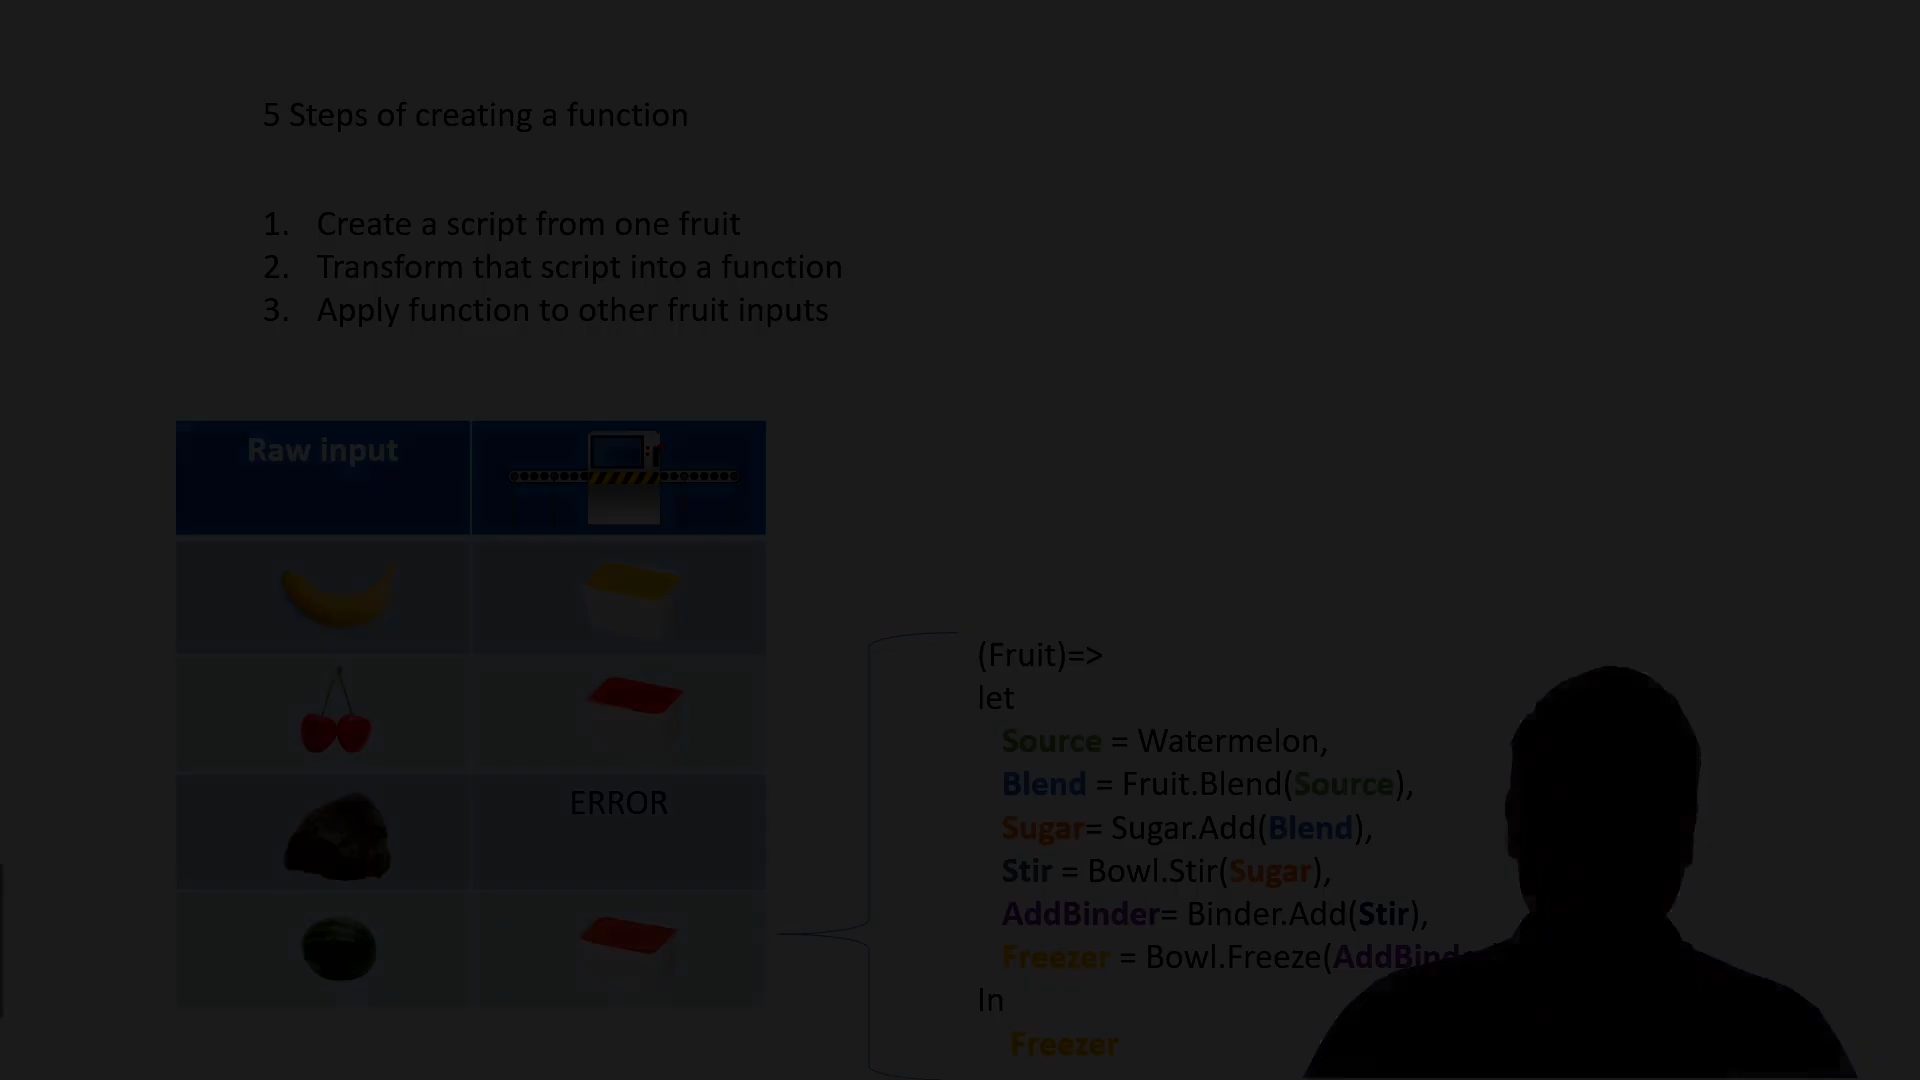 5 Steps of creating a function
1. Create a script from one fruit
2. Transform that script into a function
3. Apply function to other fruit inputs
Raw input
ERROR
(Fruit)=>
let
Source = Watermelon,
Blend = Fruit.Blend(Source),
Sugar= Sugar.Add(Blend),
Stir = Bowl.Stir(Sugar),
AddBinder= Binder.Add(Stir),
Freezer = Bowl.Freeze(
In
Freezer